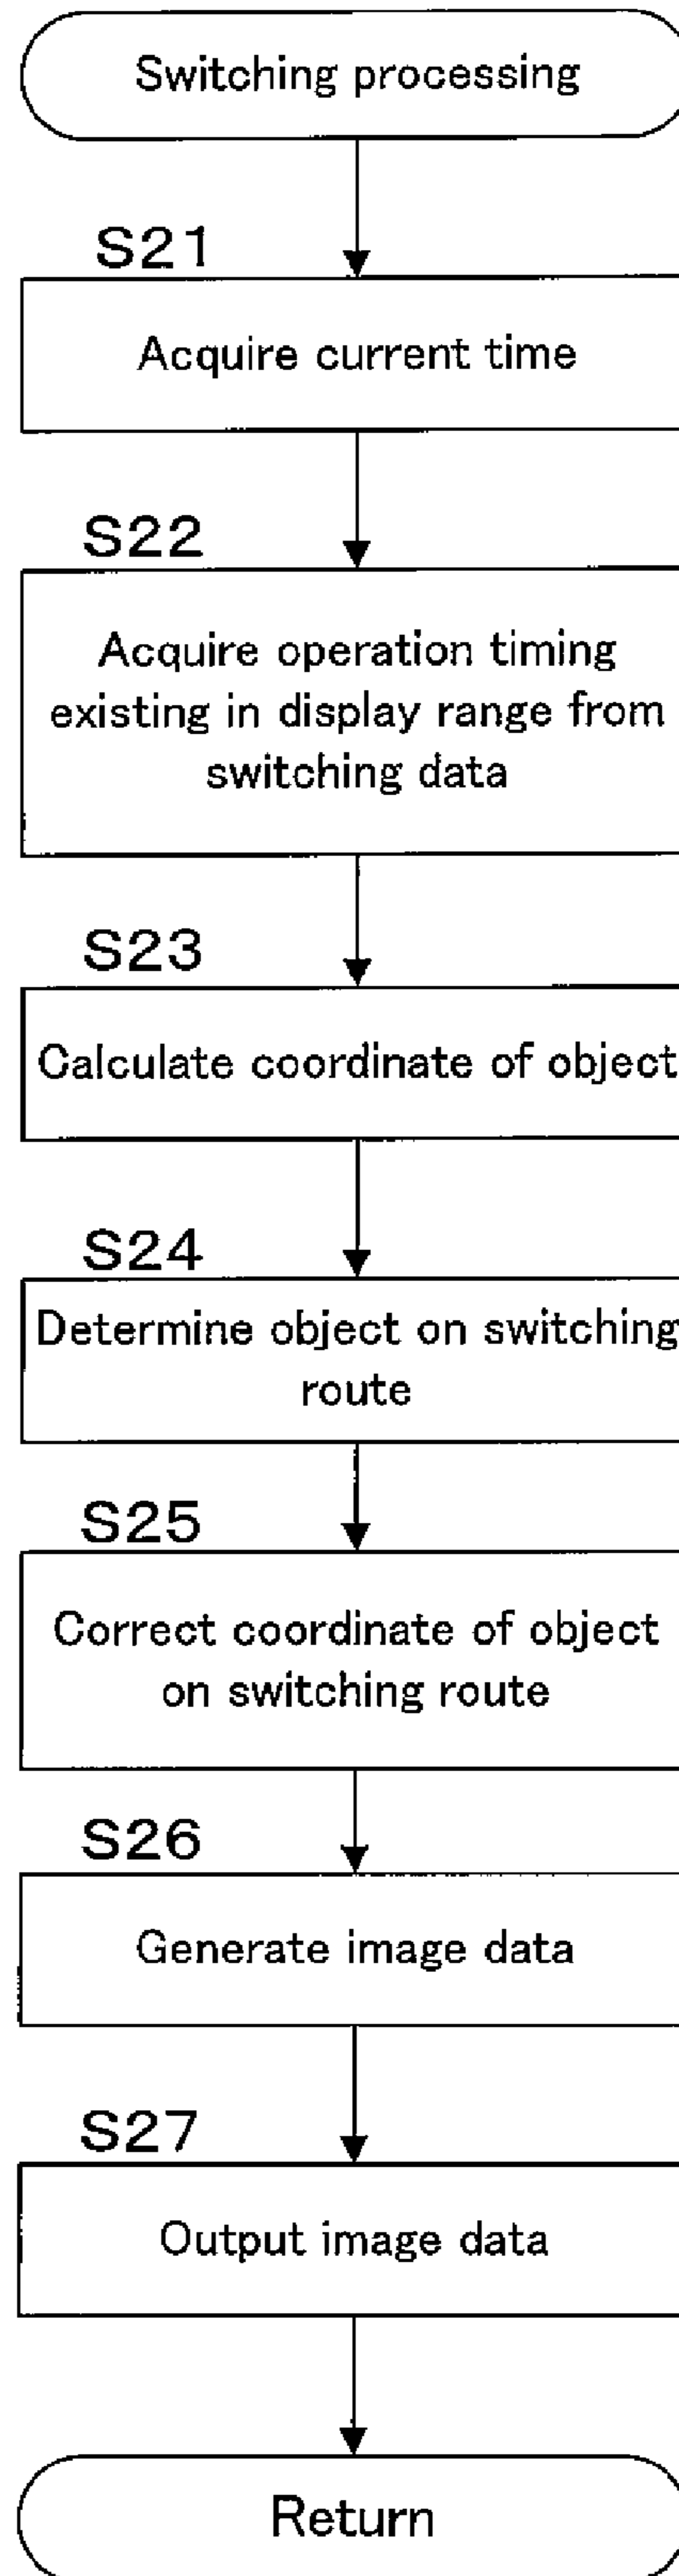 Switching processing
S21
Acquire current time
S22
Acquire operation timing
existing in display range from
switching data
S23
Calculate coordinate of object
S24
Determine object on switching
route
S25
Correct coordinate of object
on switching route
S26
Generate image data
S27
Output image data
Return